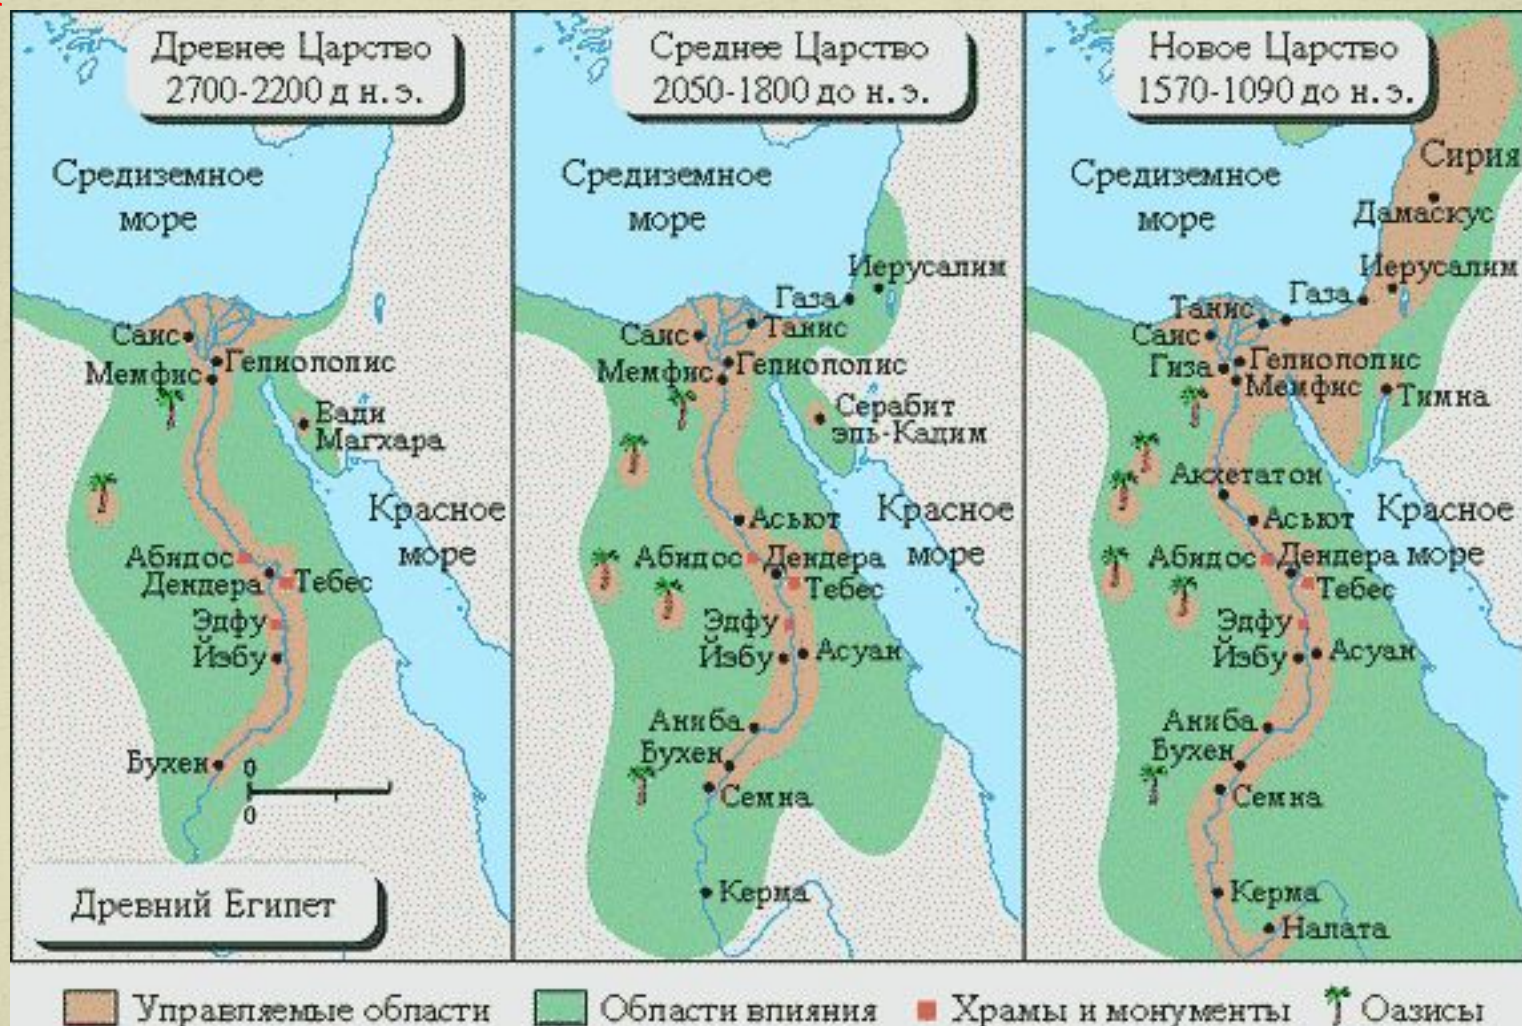 Древнее Царство
2700-2200 д н. э.
Средиземное
море
Саис
Гелиополис
Мемфис
Вади
Магхара
Красное
море
Абидос
Дендера
Тебес
Эдфу
Йэбу
Бухен
0
0
Древний Египет
Среднее Царство
2050-1800 до н. э.
Средиземное
море
Иерусалим
Газа
Танис
Саис
Гелиополис
Мемфис
Серабит
эль-Кадим
Асьют
Красное
море
Абидос
Дендера
Тебес
Эдфу
Йэбу
Асуан
Аниба
Бухен
Семна
Керма
Новое Царство
1570-1090 до н. э.
Сирия
Средиземное
море
Дамаскус
Иерусалим
Газа
Танис
Саис
Гелиополис
Гиза
Мемфис
Тимна
Акхетатон
Асьют
Красное
море
Абидос
Дендера
Тебес
Эдфу
Йэбу
Асуан
Аниба
Бухен
Семна
Керма
Налата
Управляемые области
Области влияния
Храмы и монументы
Оазисы